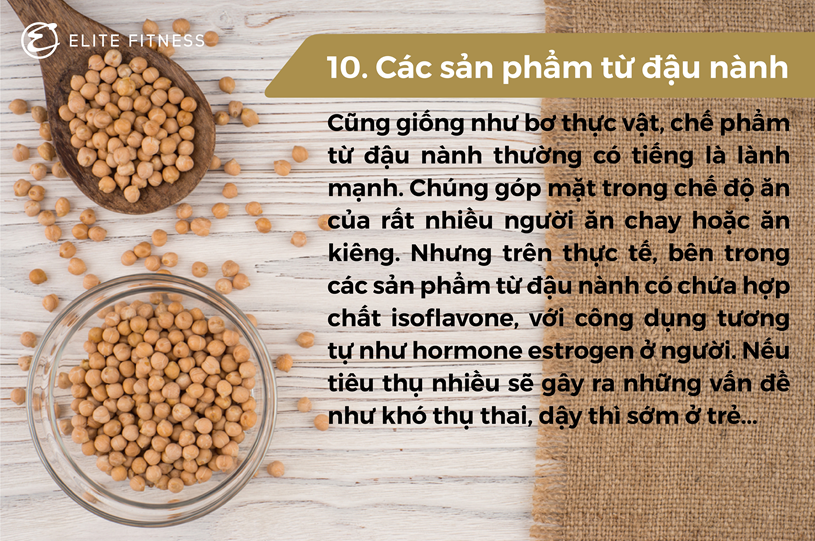 ELITE FITNESS
10. Các sản phẩm từ đậu nành
Cũng giống như bơ thực vật, chế phẩm
từ đậu nành thường có tiếng là lành
mạnh. Chúng góp mặt trong chế độ ăn
của rất nhiều người ăn chay hoặc ăn
kiêng. Nhưng trên thực tế, bên trong
các sản phẩm từ đậu nành có chứa hợp
chất isoflavone, với công dụng tương
tự như hormone estrogen ở người. Nếu
tiêu thụ nhiều sẽ gây ra những vấn đề
như khó thụ thai, dậy thì sớm ở trẻ...